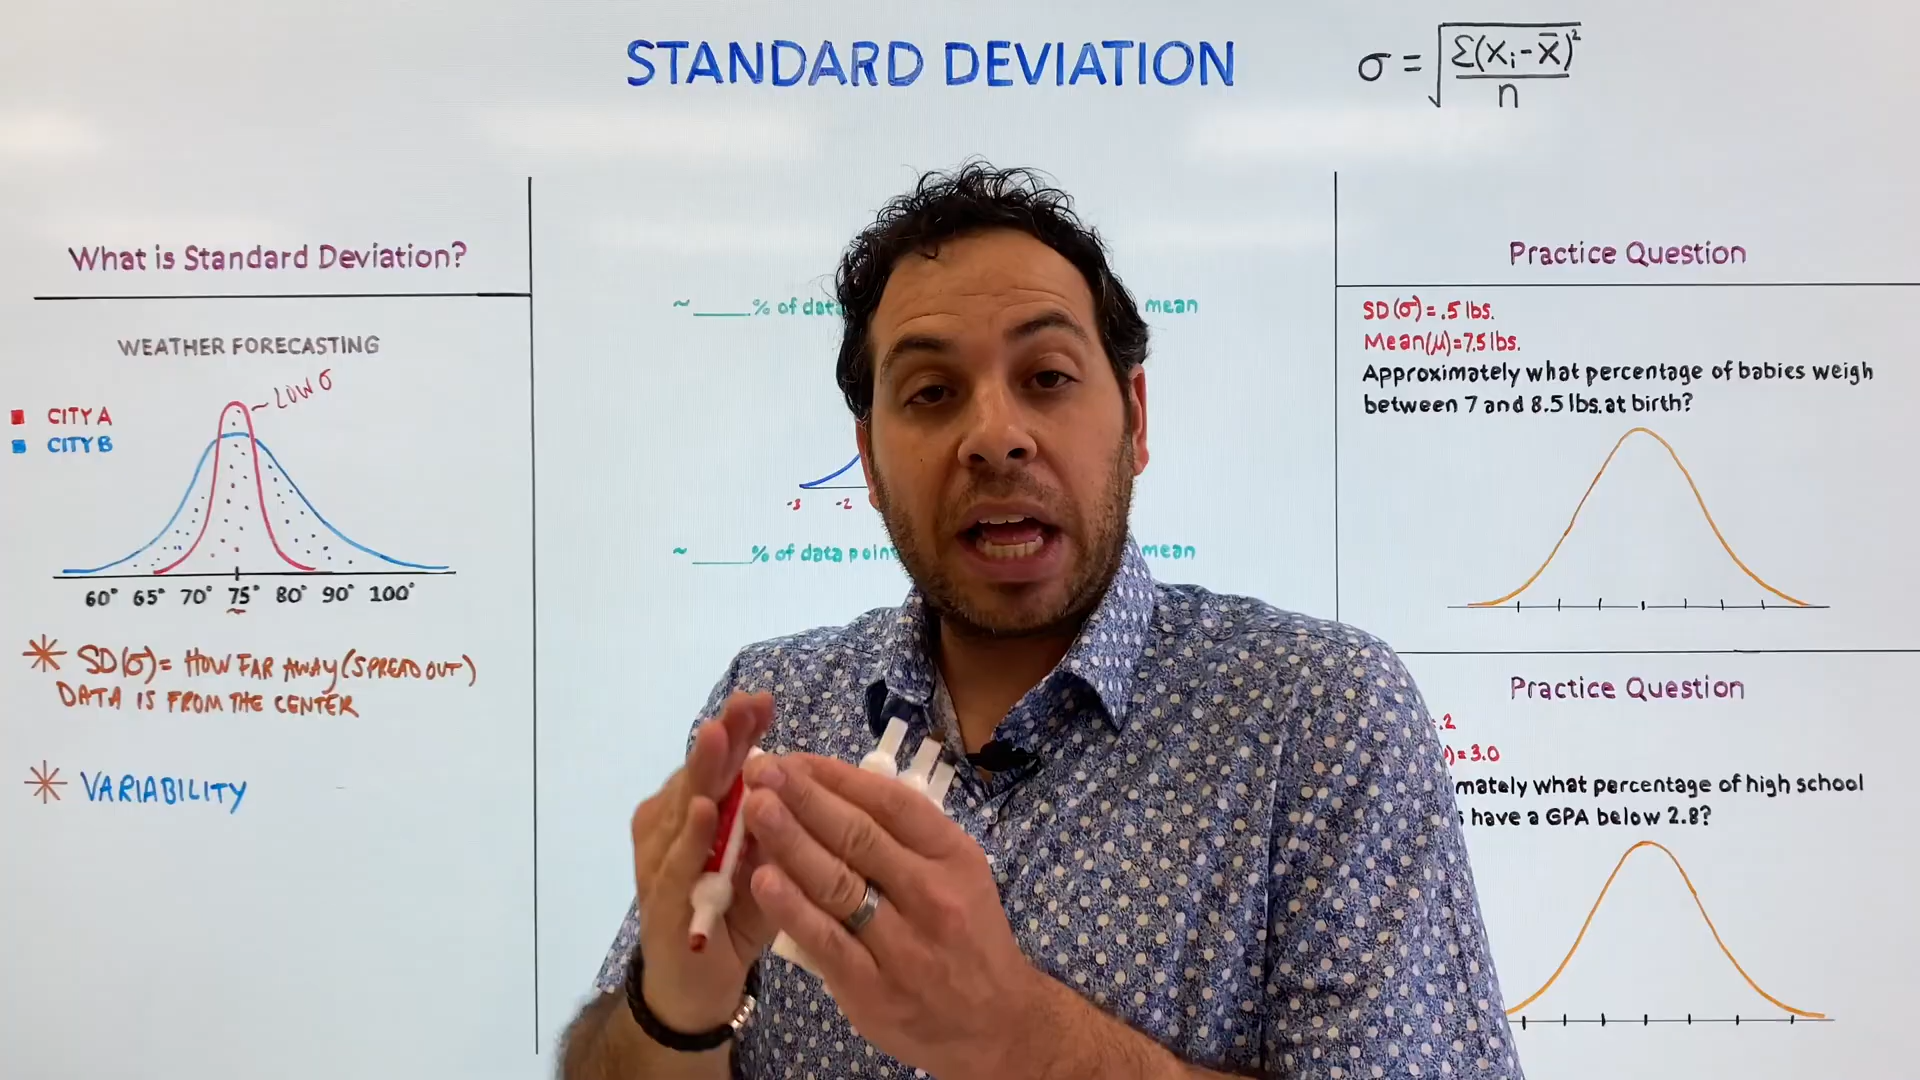 STANDARD DEVIATION
σ = √Σ(xᵢ-x̄)²/n
What is Standard Deviation?
WEATHER FORECASTING
LOW σ
CITY A
CITY B
60° 65° 70° 75° 80° 90° 100°
SD(σ)= HOW FAR AWAY (SPREAD OUT)
DATA IS FROM THE CENTER
VARIABILITY
~ ____% of data mean
-3 -2
~ ____% of data point mean
Practice Question
SD(σ)= .5 lbs.
Mean(μ)=7.5 lbs.
Approximately what percentage of babies weigh
between 7 and 8.5 lbs. at birth?
Practice Question
.2
)= 3.0
mately what percentage of high school
s have a GPA below 2.8?